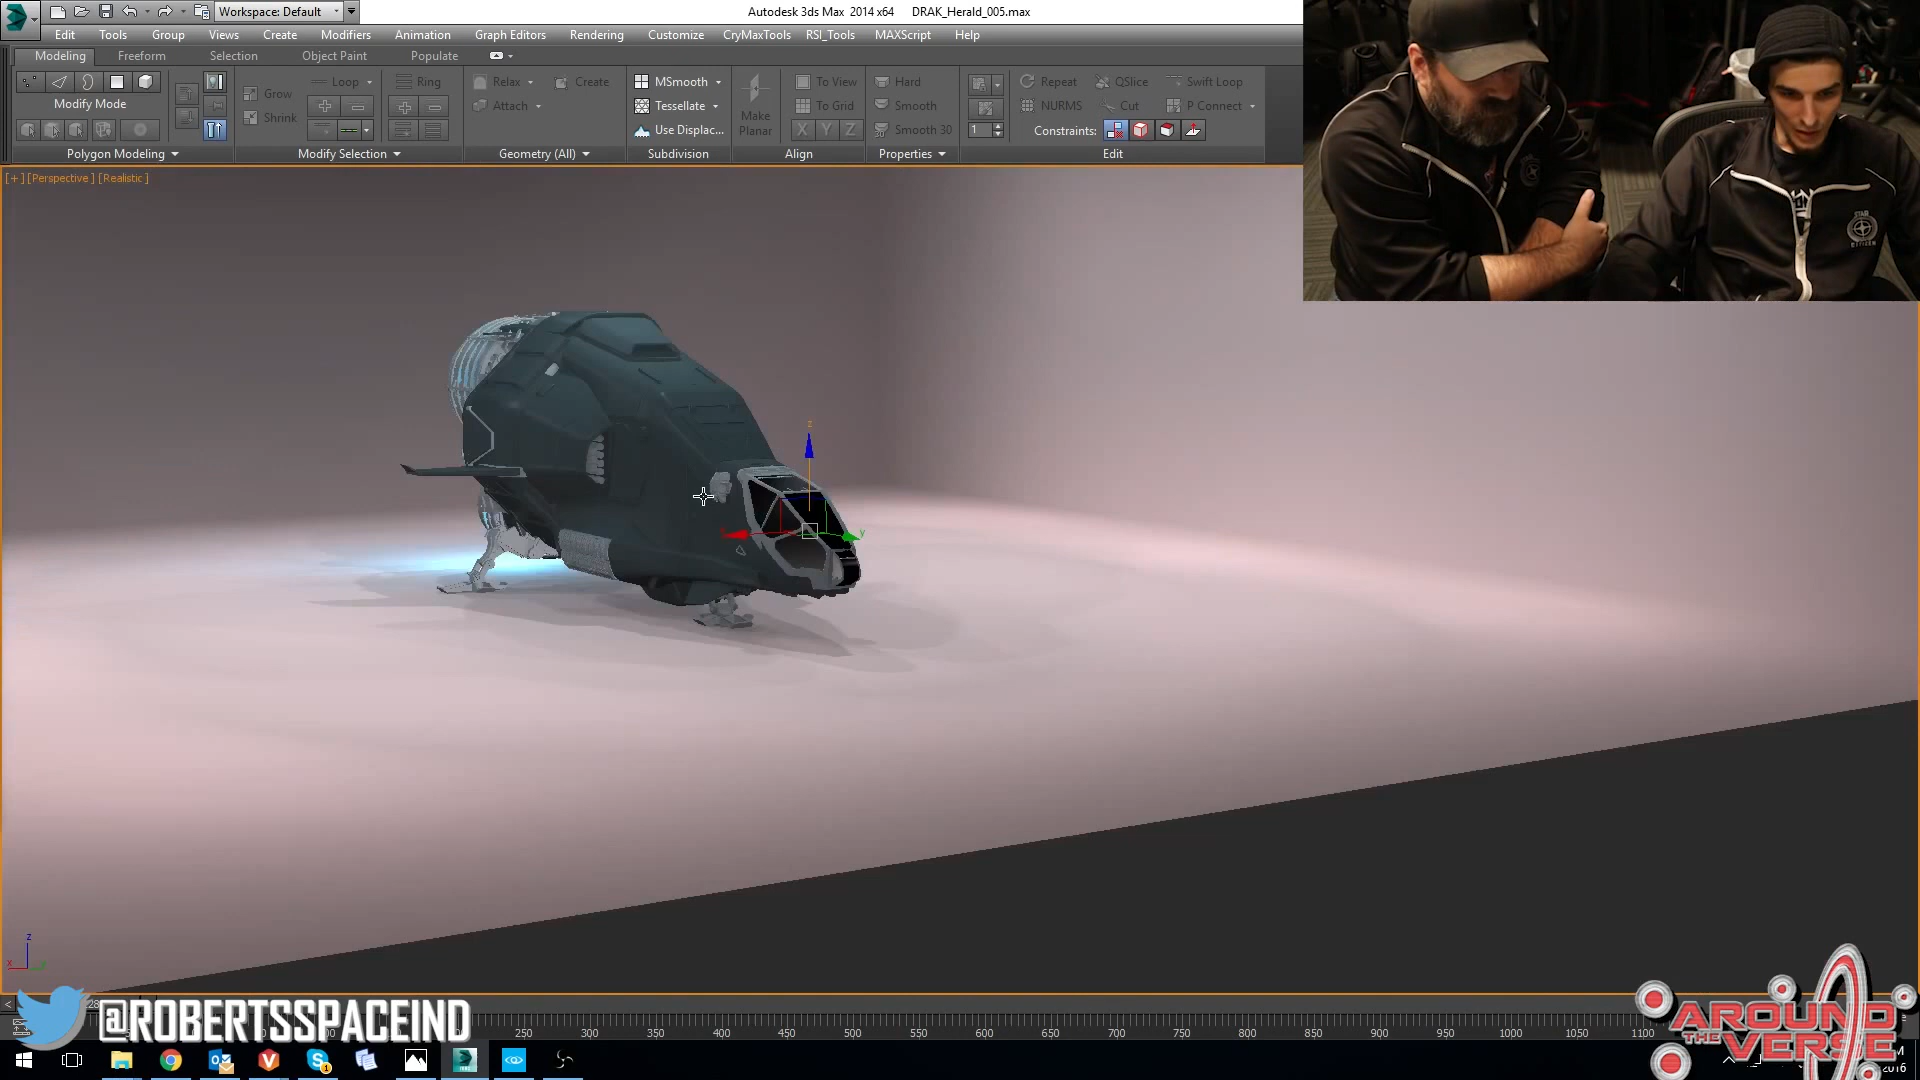 Workspace: Default
Autodesk 3ds Max 2014 x64 DRAK_Herald_005.max
Edit Tools Group Views Create Modifiers Animation Graph Editors Rendering Customize CryMaxTools RSI_Tools MAXScript Help
Modeling Freeform Selection Object Paint Populate
Loop Ring Relax Create MSmooth To View Hard Repeat QSlice Swift Loop
Grow
Modify Mode Attach Tessellate Make Planar To Grid Smooth NURMS Cut P Connect
Shrink
Use Displac... X Y Z Smooth 30 1 Constraints:
Polygon Modeling Modify Selection Geometry (All) Subdivision Align Properties Edit
[+] [Perspective] [Realistic]
STAR
CITIZEN
z
x y
z
x y
@ROBERTSSPACEIND
250 300 350 400 450 500 550 600 650 700 750 800 850 900 950 1000 1050 1100
AROUND
THE VERSE
2016